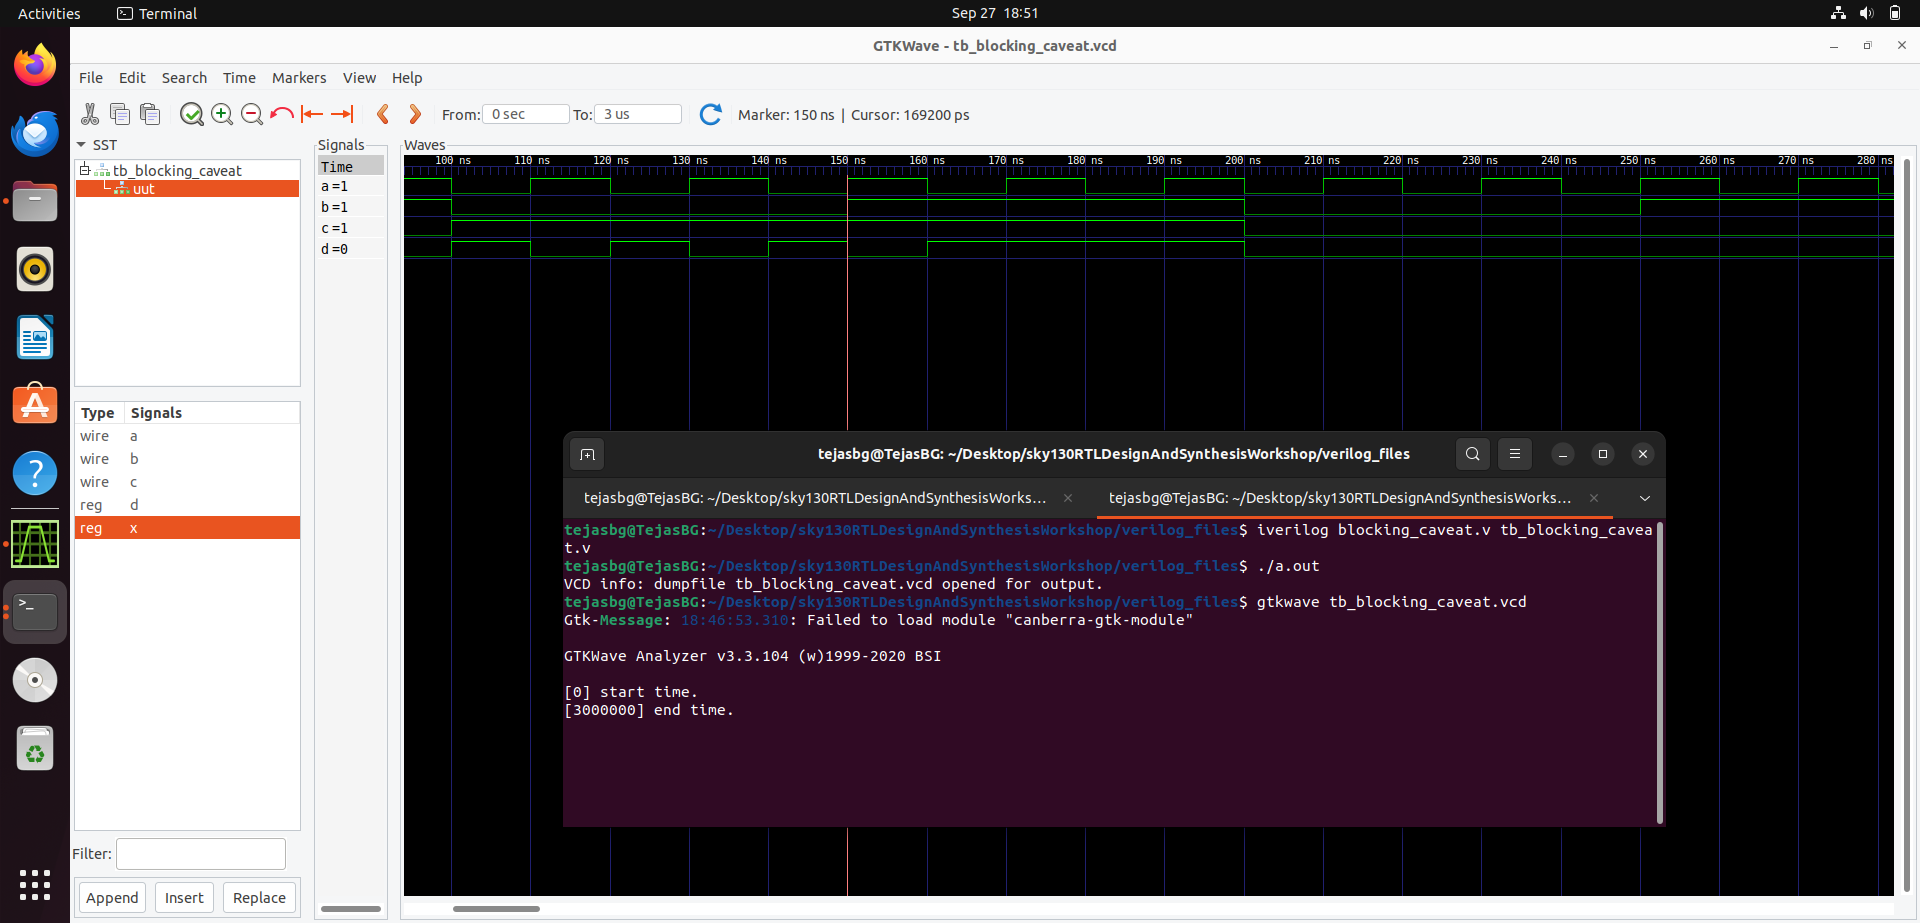 Activities
Terminal
Sep 27 18:51
GTKWave - tb_blocking_caveat.vcd
File Edit Search Time Markers View Help
From: 0 sec To: 3 us Marker: 150 ns | Cursor: 169200 ps
SST
tb_blocking_caveat
uut
Type Signals
wire a
wire b
wire c
reg d
reg x
Filter:
Append Insert Replace
Signals
Time
a=1
b=1
c=1
d=0
Waves
100 ns 110 ns 120 ns 130 ns 140 ns 150 ns 160 ns 170 ns 180 ns 190 ns 200 ns 210 ns 220 ns 230 ns 240 ns 250 ns 260 ns 270 ns 280 ns
tejasbg@TejasBG: ~/Desktop/sky130RTLDesignAndSynthesisWorkshop/verilog_files
tejasbg@TejasBG: ~/Desktop/sky130RTLDesignAndSynthesisWorks...
tejasbg@TejasBG: ~/Desktop/sky130RTLDesignAndSynthesisWorks...
tejasbg@TejasBG:~/Desktop/sky130RTLDesignAndSynthesisWorkshop/verilog_files$ iverilog blocking_caveat.v tb_blocking_cavea
t.v
tejasbg@TejasBG:~/Desktop/sky130RTLDesignAndSynthesisWorkshop/verilog_files$ ./a.out
VCD info: dumpfile tb_blocking_caveat.vcd opened for output.
tejasbg@TejasBG:~/Desktop/sky130RTLDesignAndSynthesisWorkshop/verilog_files$ gtkwave tb_blocking_caveat.vcd
Gtk-Message: 18:46:53.310: Failed to load module "canberra-gtk-module"
GTKWave Analyzer v3.3.104 (w)1999-2020 BSI
[0] start time.
[3000000] end time.